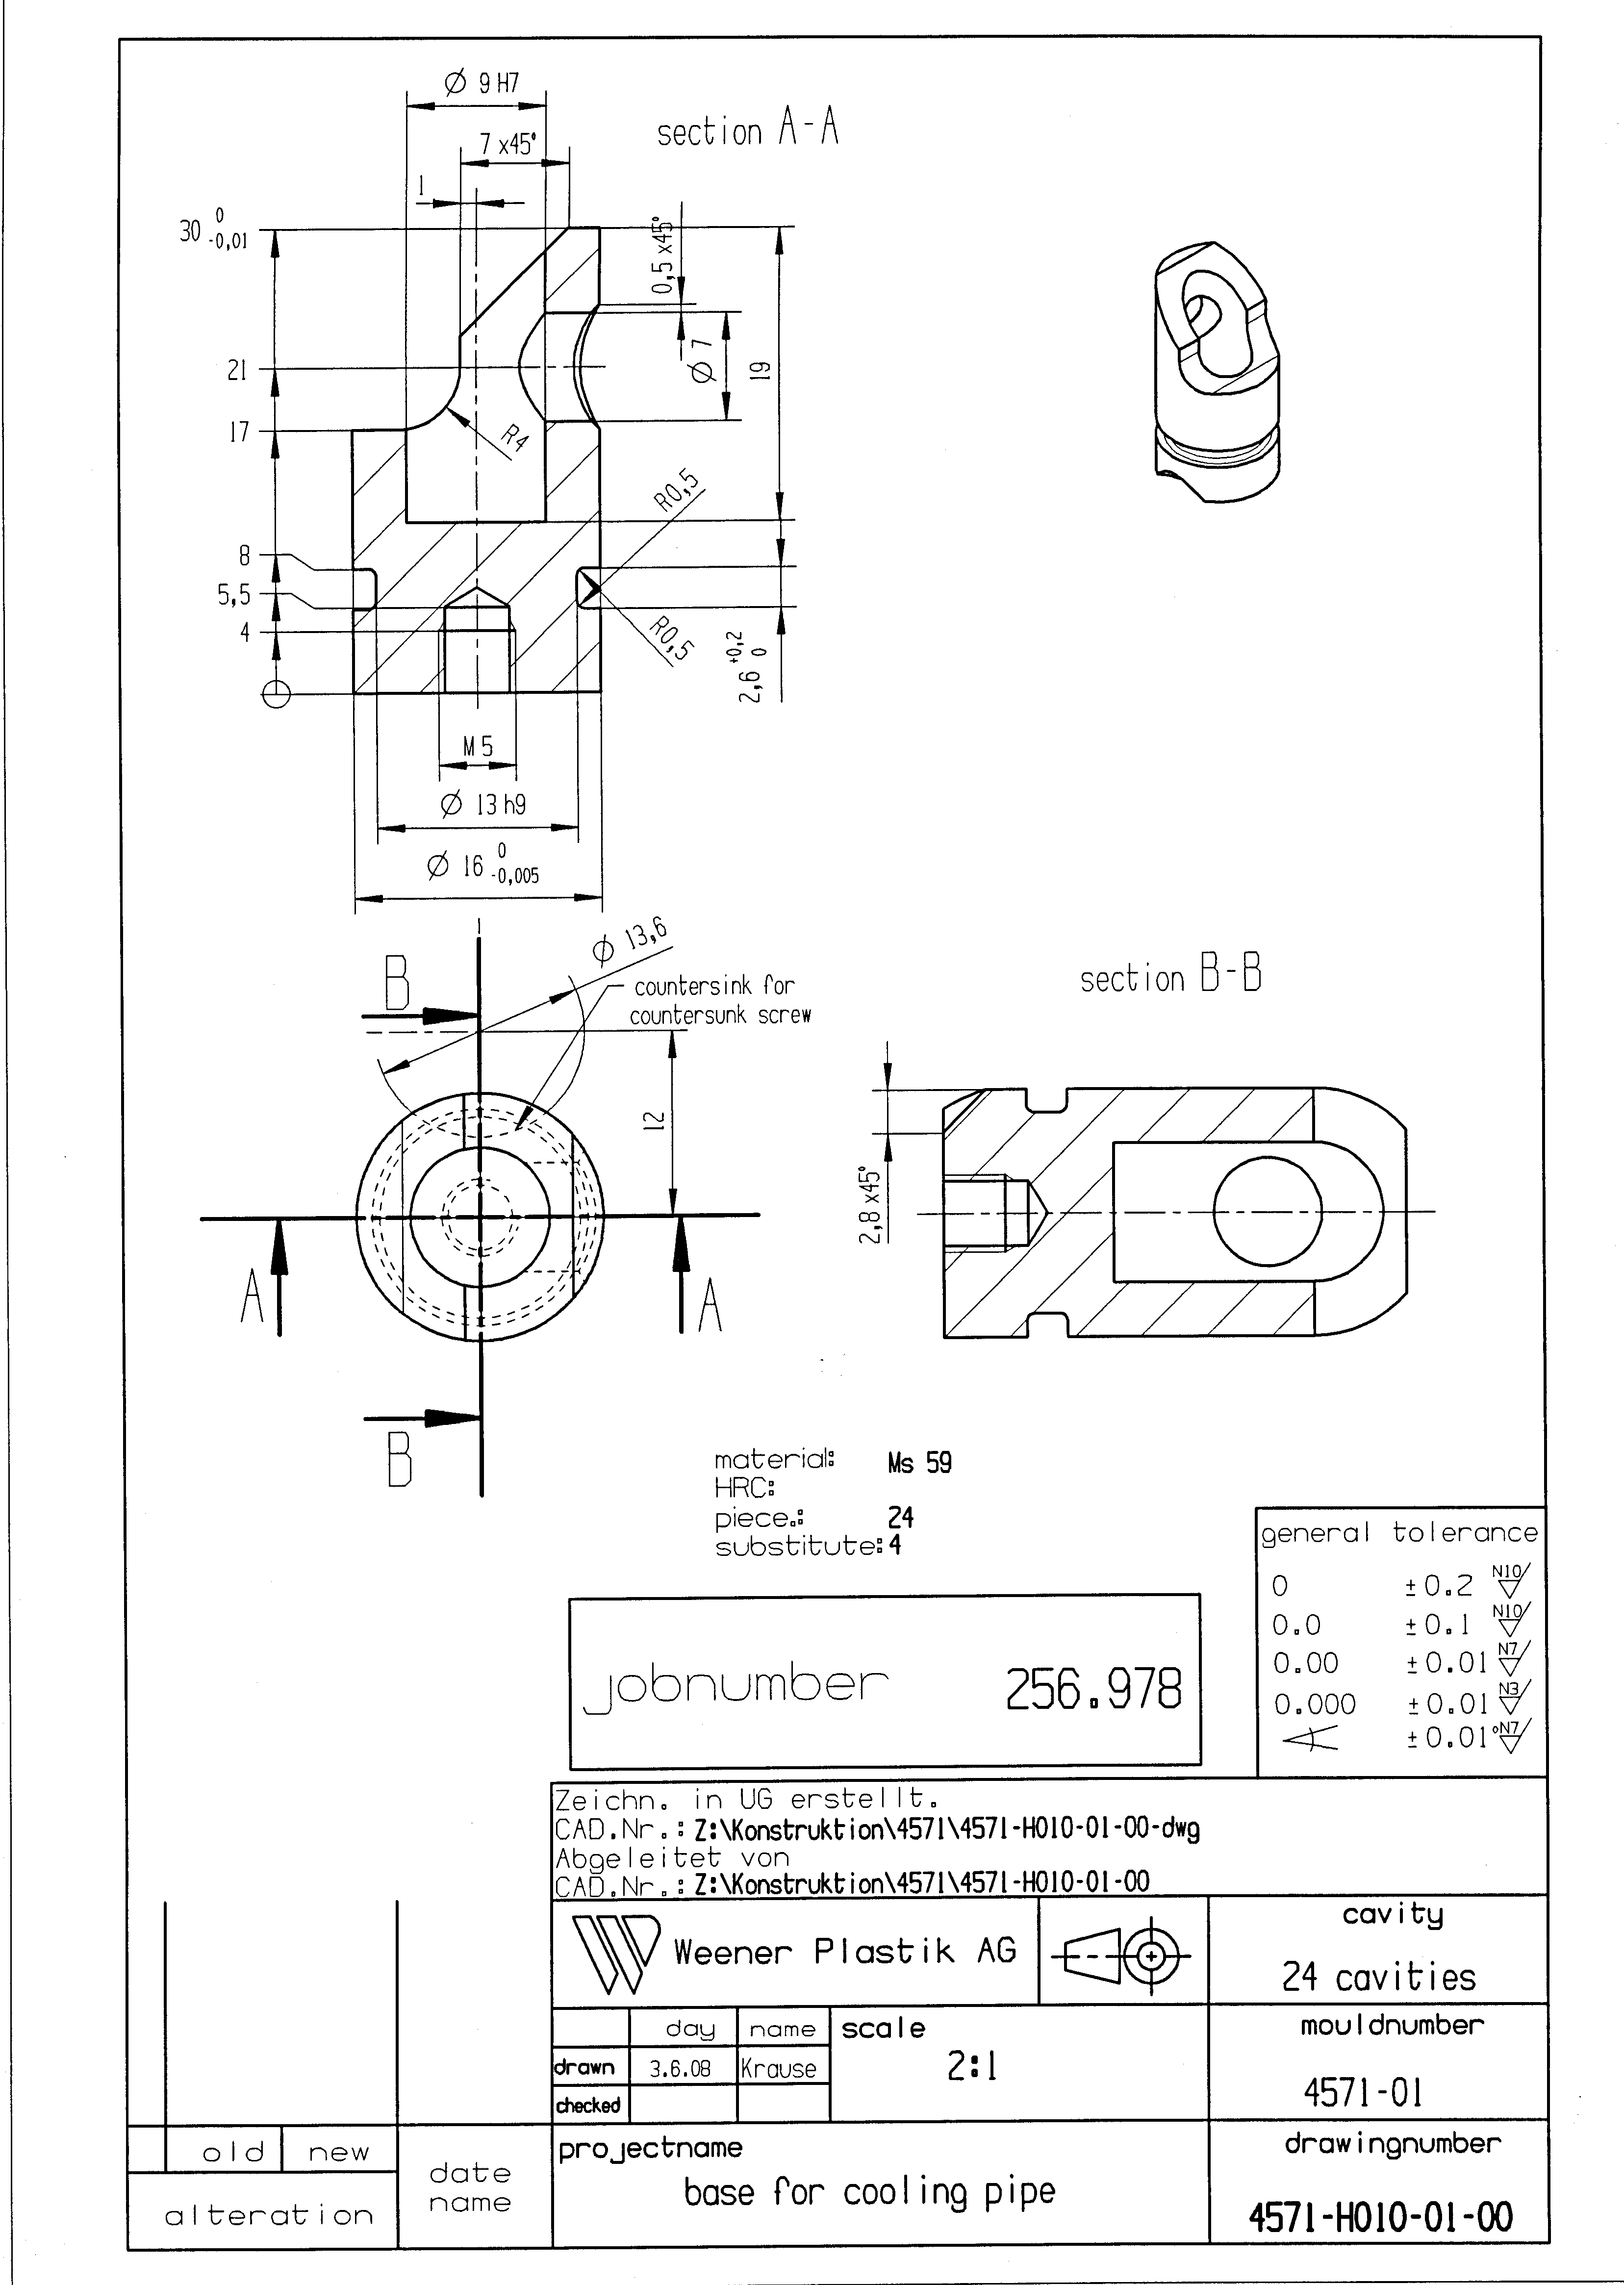 Ø 9 H7
section A-A
7 x45°
1
30 0 -0,01
0,5 x45°
21
Ø 7
19
17
R4
R0,5
8
5,5
4
R0,5
2,6 +0,2 0
M 5
Ø 13 h9
Ø 16 0 -0,005
Ø 13,6
B
countersink for
countersunk screw
section B-B
12
2,8 x45°
A
A
B
material: Ms 59
HRC:
piece.: 24
substitute: 4
general tolerance
0 ±0.2 N10
0.0 ±0.1 N10
0.00 ±0.01 N7
0.000 ±0.01 N3
±0.01° N7
jobnumber 256.978
Zeichn. in UG erstellt.
CAD.Nr.: Z:\Konstruktion\4571\4571-H010-01-00-dwg
Abgeleitet von
CAD.Nr.: Z:\Konstruktion\4571\4571-H010-01-00
Weener Plastik AG
cavity
24 cavities
day name
scale
2:1
drawn 3.6.08 Krause
checked
mouldnumber
4571-01
old new
alteration
date
name
projectname
base for cooling pipe
drawingnumber
4571-H010-01-00